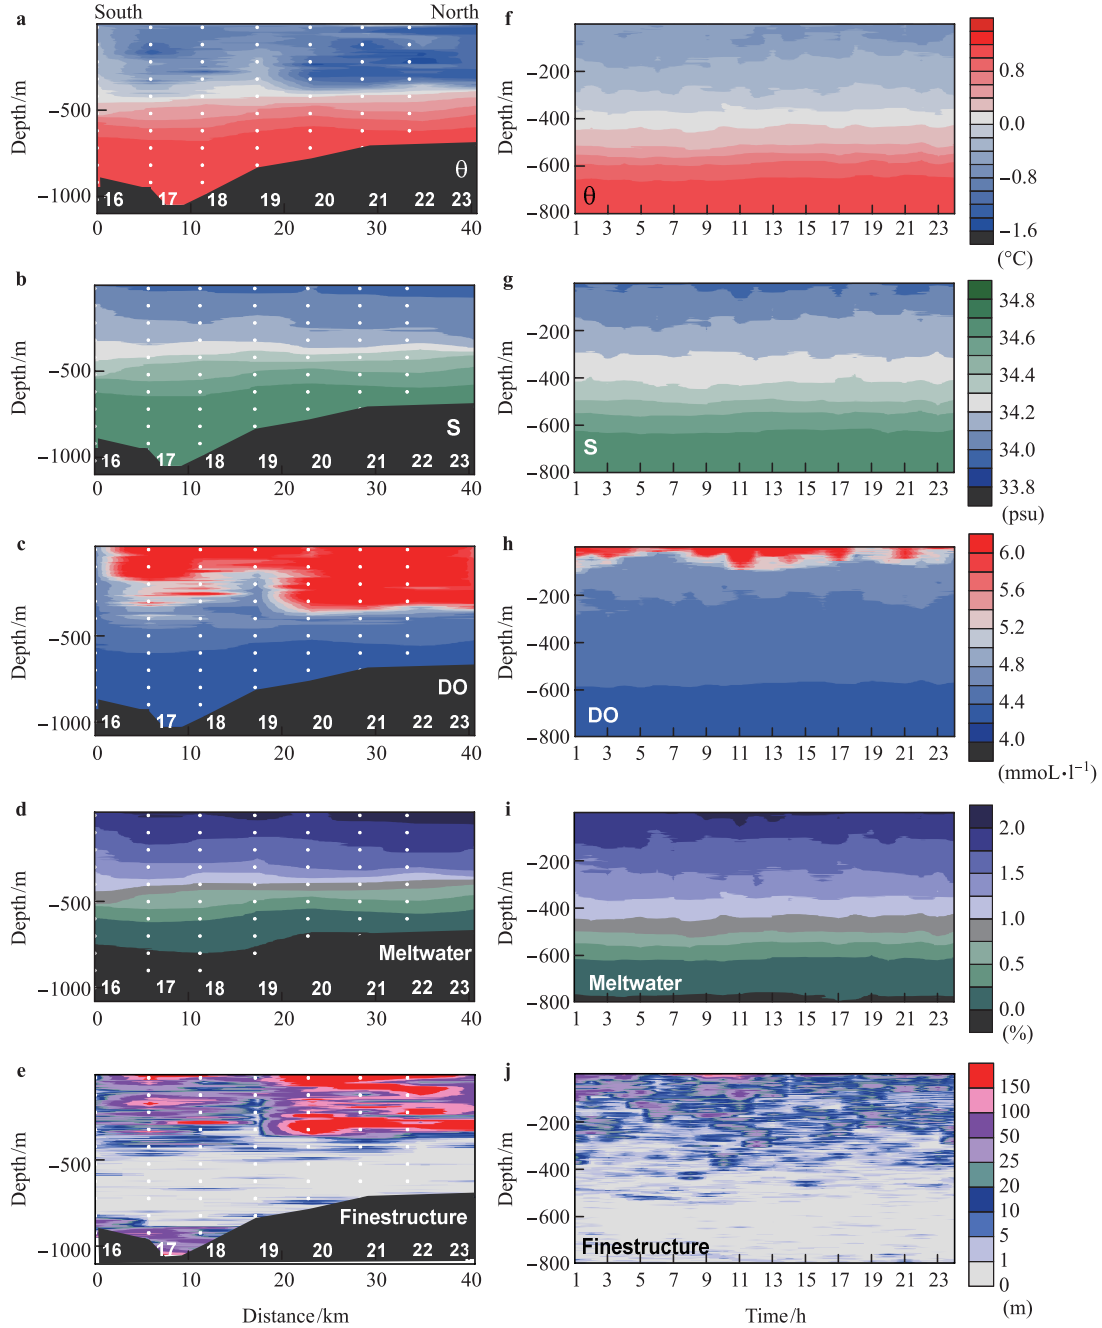 South North
a
Depth/m
−500
−1000
θ
16 17 18 19 20 21 22 23
0 10 20 30 40
f
Depth/m
−200
−400
−600
−800
θ
1 3 5 7 9 11 13 15 17 19 21 23
0.8
0.0
−0.8
−1.6
(°C)
b
Depth/m
−500
−1000
S
16 17 18 19 20 21 22 23
0 10 20 30 40
g
Depth/m
−200
−400
−600
−800
S
1 3 5 7 9 11 13 15 17 19 21 23
34.8
34.6
34.4
34.2
34.0
33.8
(psu)
c
Depth/m
−500
−1000
DO
16 17 18 19 20 21 22 23
0 10 20 30 40
h
Depth/m
−200
−400
−600
−800
DO
1 3 5 7 9 11 13 15 17 19 21 23
6.0
5.6
5.2
4.8
4.4
4.0
(mmoL·l⁻¹)
d
Depth/m
−500
−1000
Meltwater
16 17 18 19 20 21 22 23
0 10 20 30 40
i
Depth/m
−200
−400
−600
−800
Meltwater
1 3 5 7 9 11 13 15 17 19 21 23
2.0
1.5
1.0
0.5
0.0
(%)
e
Depth/m
−500
−1000
Finestructure
16 17 18 19 20 21 22 23
0 10 20 30 40
Distance/km
j
Depth/m
−200
−400
−600
−800
Finestructure
1 3 5 7 9 11 13 15 17 19 21 23
Time/h
150
100
50
25
20
10
5
1
0
(m)